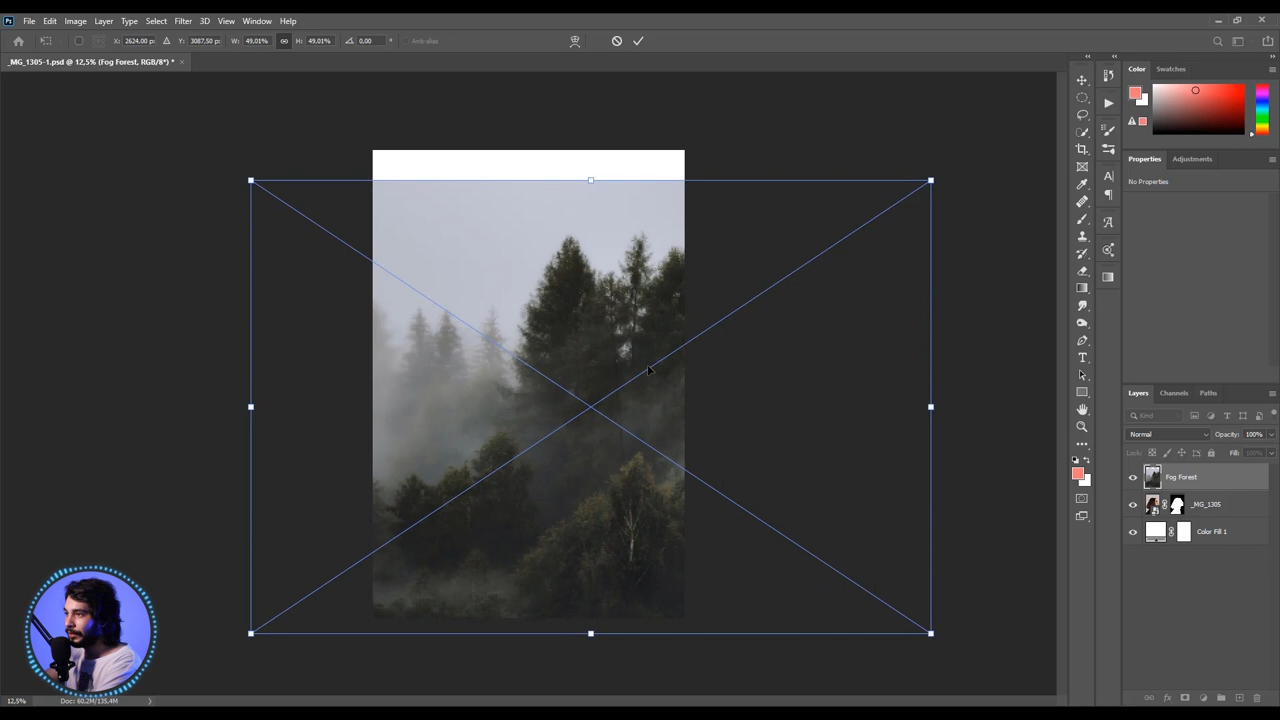 Ps File Edit Image Layer Type Select Filter 3D View Window Help
X: 2624.00 p: Y: 3087,50 p: W: 49,01% H: 49,01% 0,00 ° Anti-alias
_MG_1305-1.psd @ 12,5% (Fog Forest, RGB/8*) * ×
Color Swatches
Properties Adjustments
No Properties
Layers Channels Paths
Kind
Normal Opacity: 100%
Lock: Fill: 100%
Fog Forest
_MG_1305
Color Fill 1
12,5% Doc: 60.2M/135,4M